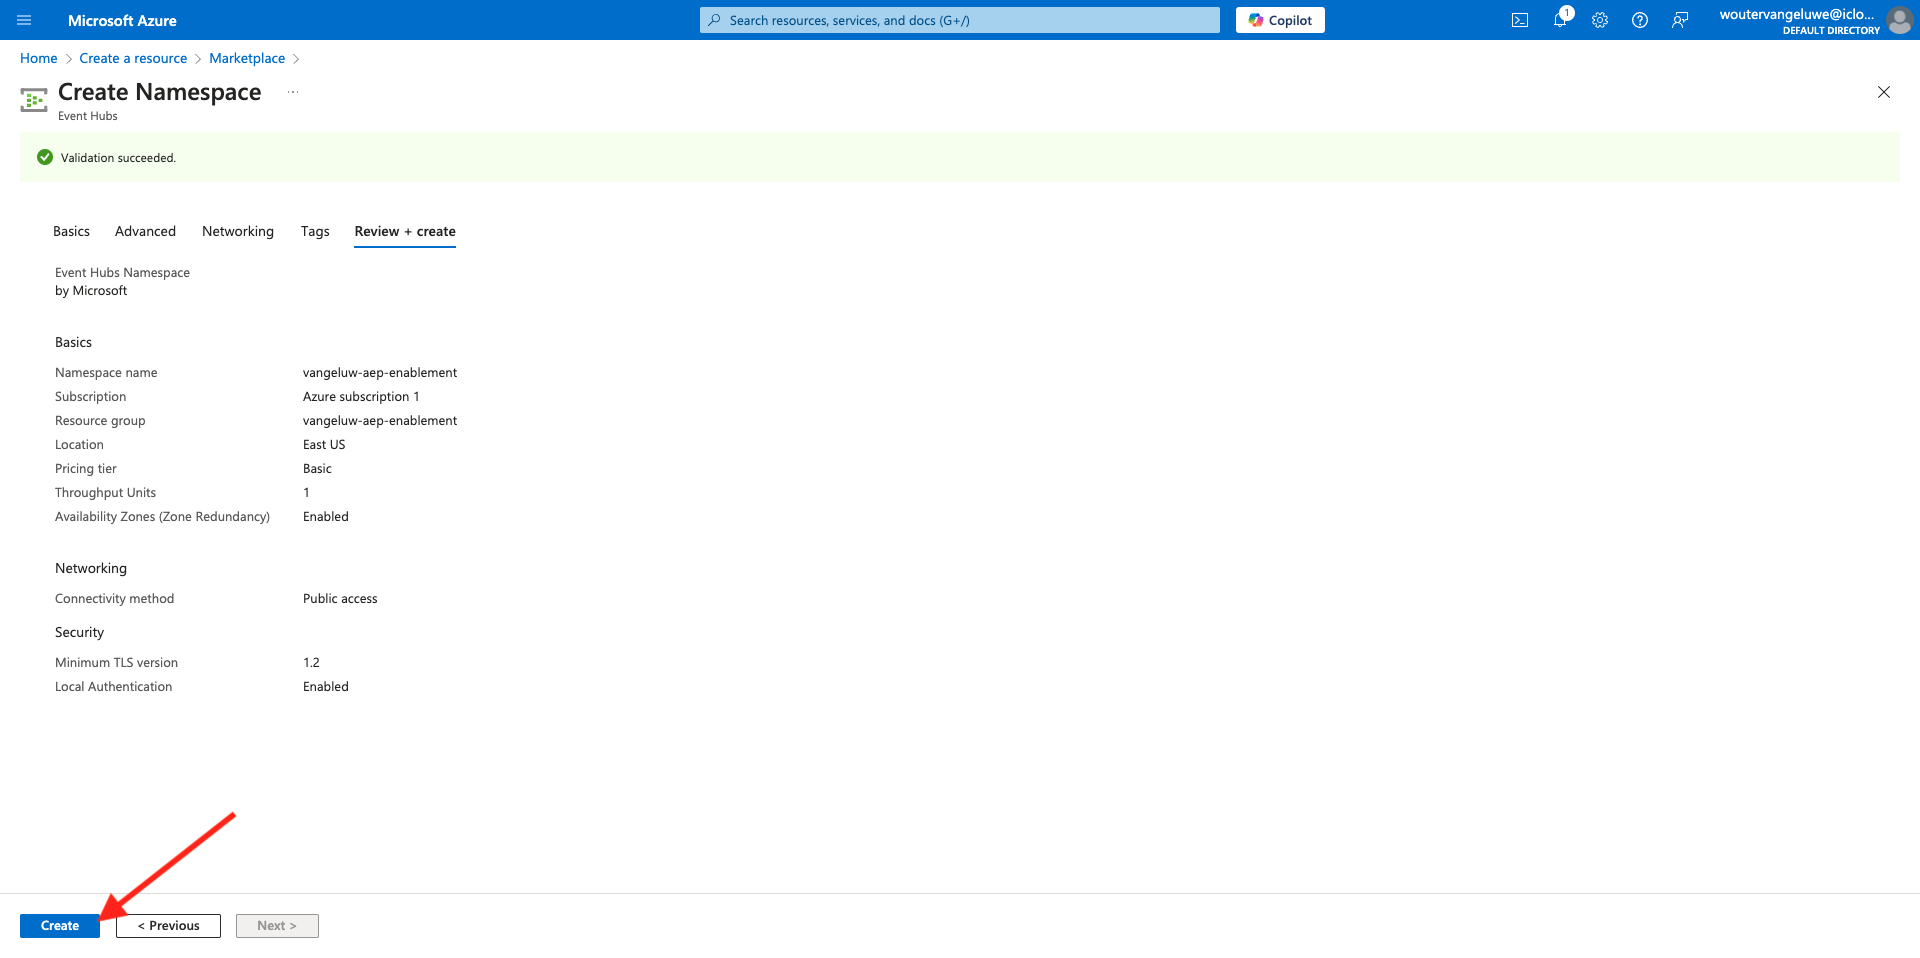 Microsoft Azure
Search resources, services, and docs (G+/)
Copilot
1
woutervangeluwe@iclo...
DEFAULT DIRECTORY
Home > Create a resource > Marketplace >
Create Namespace ...
Event Hubs
Validation succeeded.
Basics Advanced Networking Tags Review + create
Event Hubs Namespace
by Microsoft
Basics
Namespace name vangeluw-aep-enablement
Subscription Azure subscription 1
Resource group vangeluw-aep-enablement
Location East US
Pricing tier Basic
Throughput Units 1
Availability Zones (Zone Redundancy) Enabled
Networking
Connectivity method Public access
Security
Minimum TLS version 1.2
Local Authentication Enabled
Create < Previous Next >